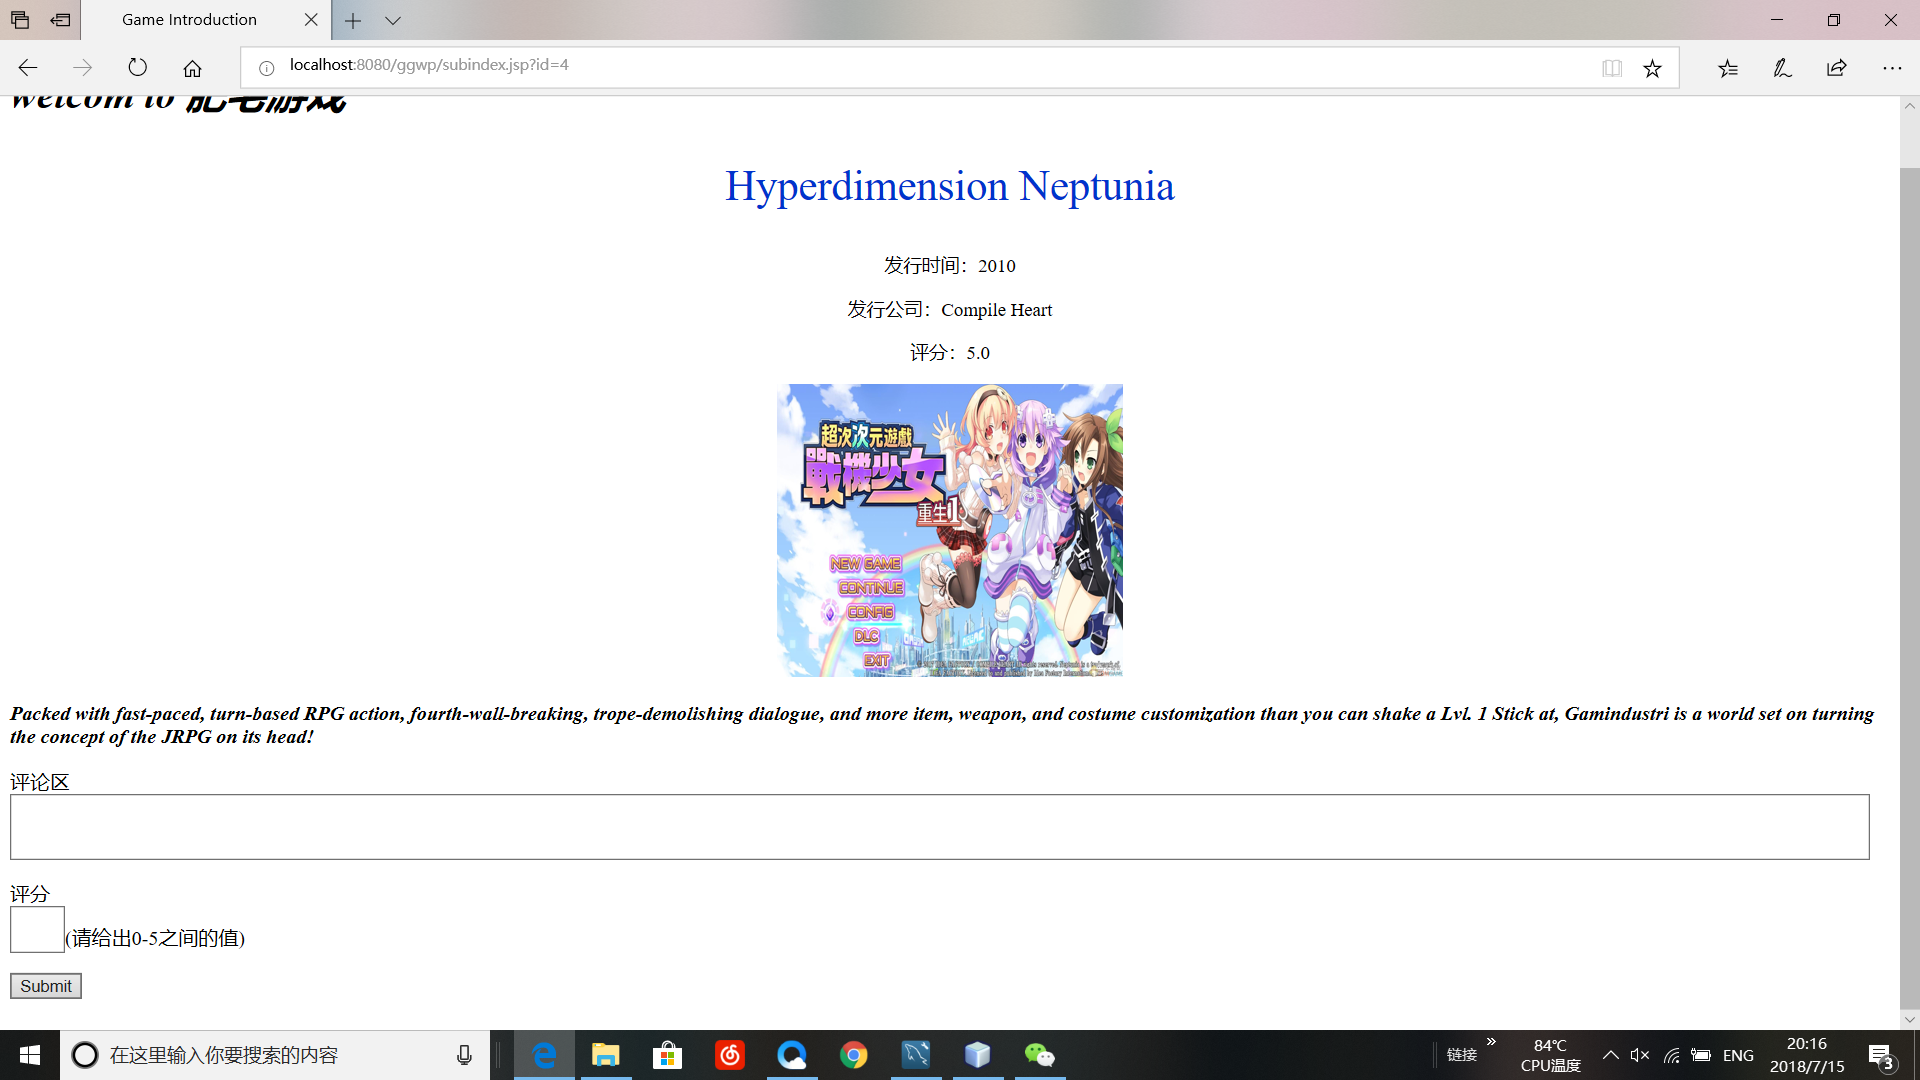 Game Introduction
localhost:8080/ggwp/subindex.jsp?id=4
welcom to 肥宅游戏
Hyperdimension Neptunia
发行时间：2010
发行公司：Compile Heart
评分：5.0
超次次元遊戲
戰機少女
重生1
NEW GAME
CONTINUE
CONFIG
DLC
EXIT
Packed with fast-paced, turn-based RPG action, fourth-wall-breaking, trope-demolishing dialogue, and more item, weapon, and costume customization than you can shake a Lvl. 1 Stick at, Gamindustri is a world set on turning
the concept of the JRPG on its head!
评论区
评分
(请给出0-5之间的值)
Submit
在这里输入你要搜索的内容
链接
84℃
CPU温度
ENG
20:16
2018/7/15
3